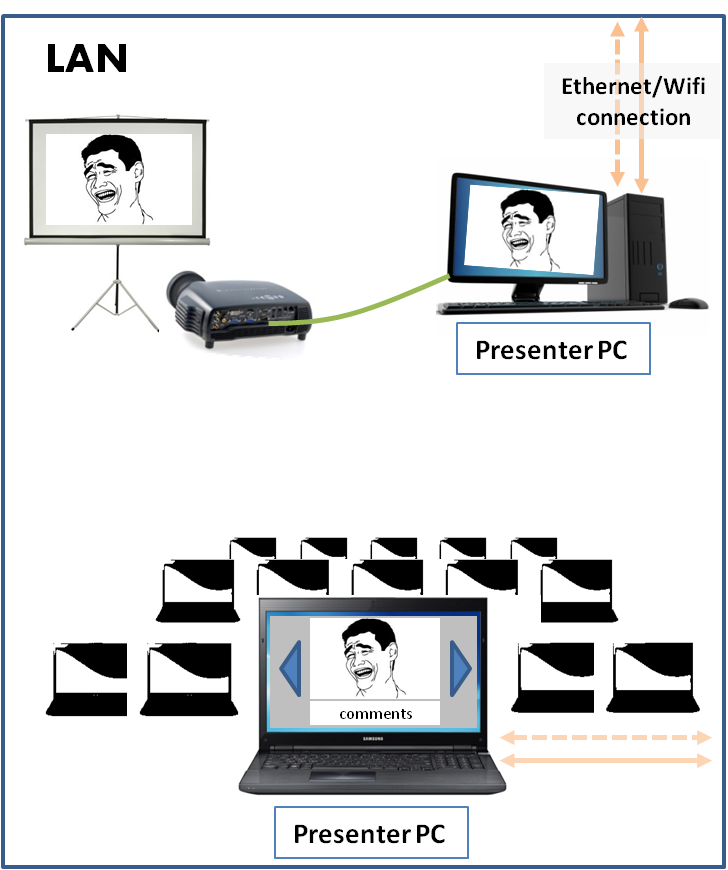 LAN
Ethernet/Wifi
connection
Presenter PC
comments
SAMSUNG
Presenter PC